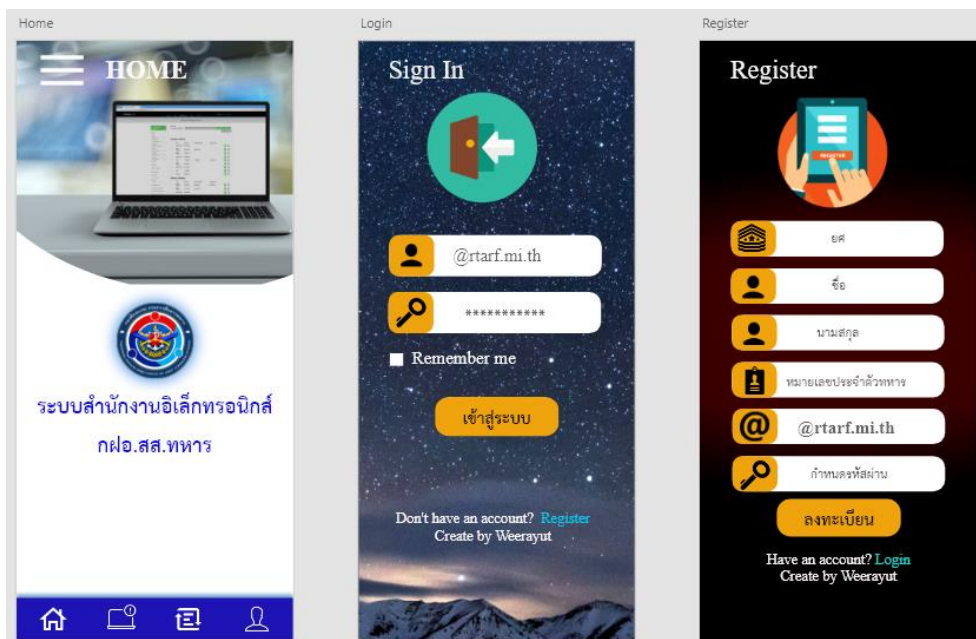 Home
HOME
ระบบสำนักงานอิเล็กทรอนิกส์
กฝอ.สส.ทหาร
Login
Sign In
@rtarf.mi.th
***********
Remember me
เข้าสู่ระบบ
Don't have an account? Register
Create by Weerayut
Register
Register
REGISTER
ยศ
ชื่อ
นามสกุล
หมายเลขประจำตัวทหาร
@rtarf.mi.th
กำหนดรหัสผ่าน
ลงทะเบียน
Have an account? Login
Create by Weerayut